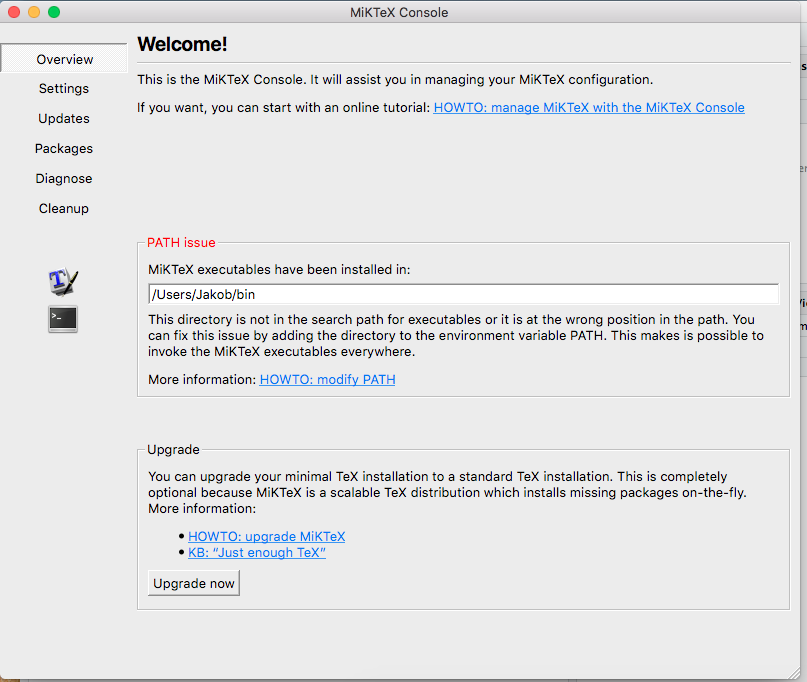 MiKTeX Console
Overview
Settings
Updates
Packages
Diagnose
Cleanup
Welcome!
This is the MiKTeX Console. It will assist you in managing your MiKTeX configuration.
If you want, you can start with an online tutorial: HOWTO: manage MiKTeX with the MiKTeX Console
PATH issue
MiKTeX executables have been installed in:
/Users/Jakob/bin
This directory is not in the search path for executables or it is at the wrong position in the path. You
can fix this issue by adding the directory to the environment variable PATH. This makes is possible to
invoke the MiKTeX executables everywhere.
More information: HOWTO: modify PATH
Upgrade
You can upgrade your minimal TeX installation to a standard TeX installation. This is completely
optional because MiKTeX is a scalable TeX distribution which installs missing packages on-the-fly.
More information:
• HOWTO: upgrade MiKTeX
• KB: “Just enough TeX”
Upgrade now